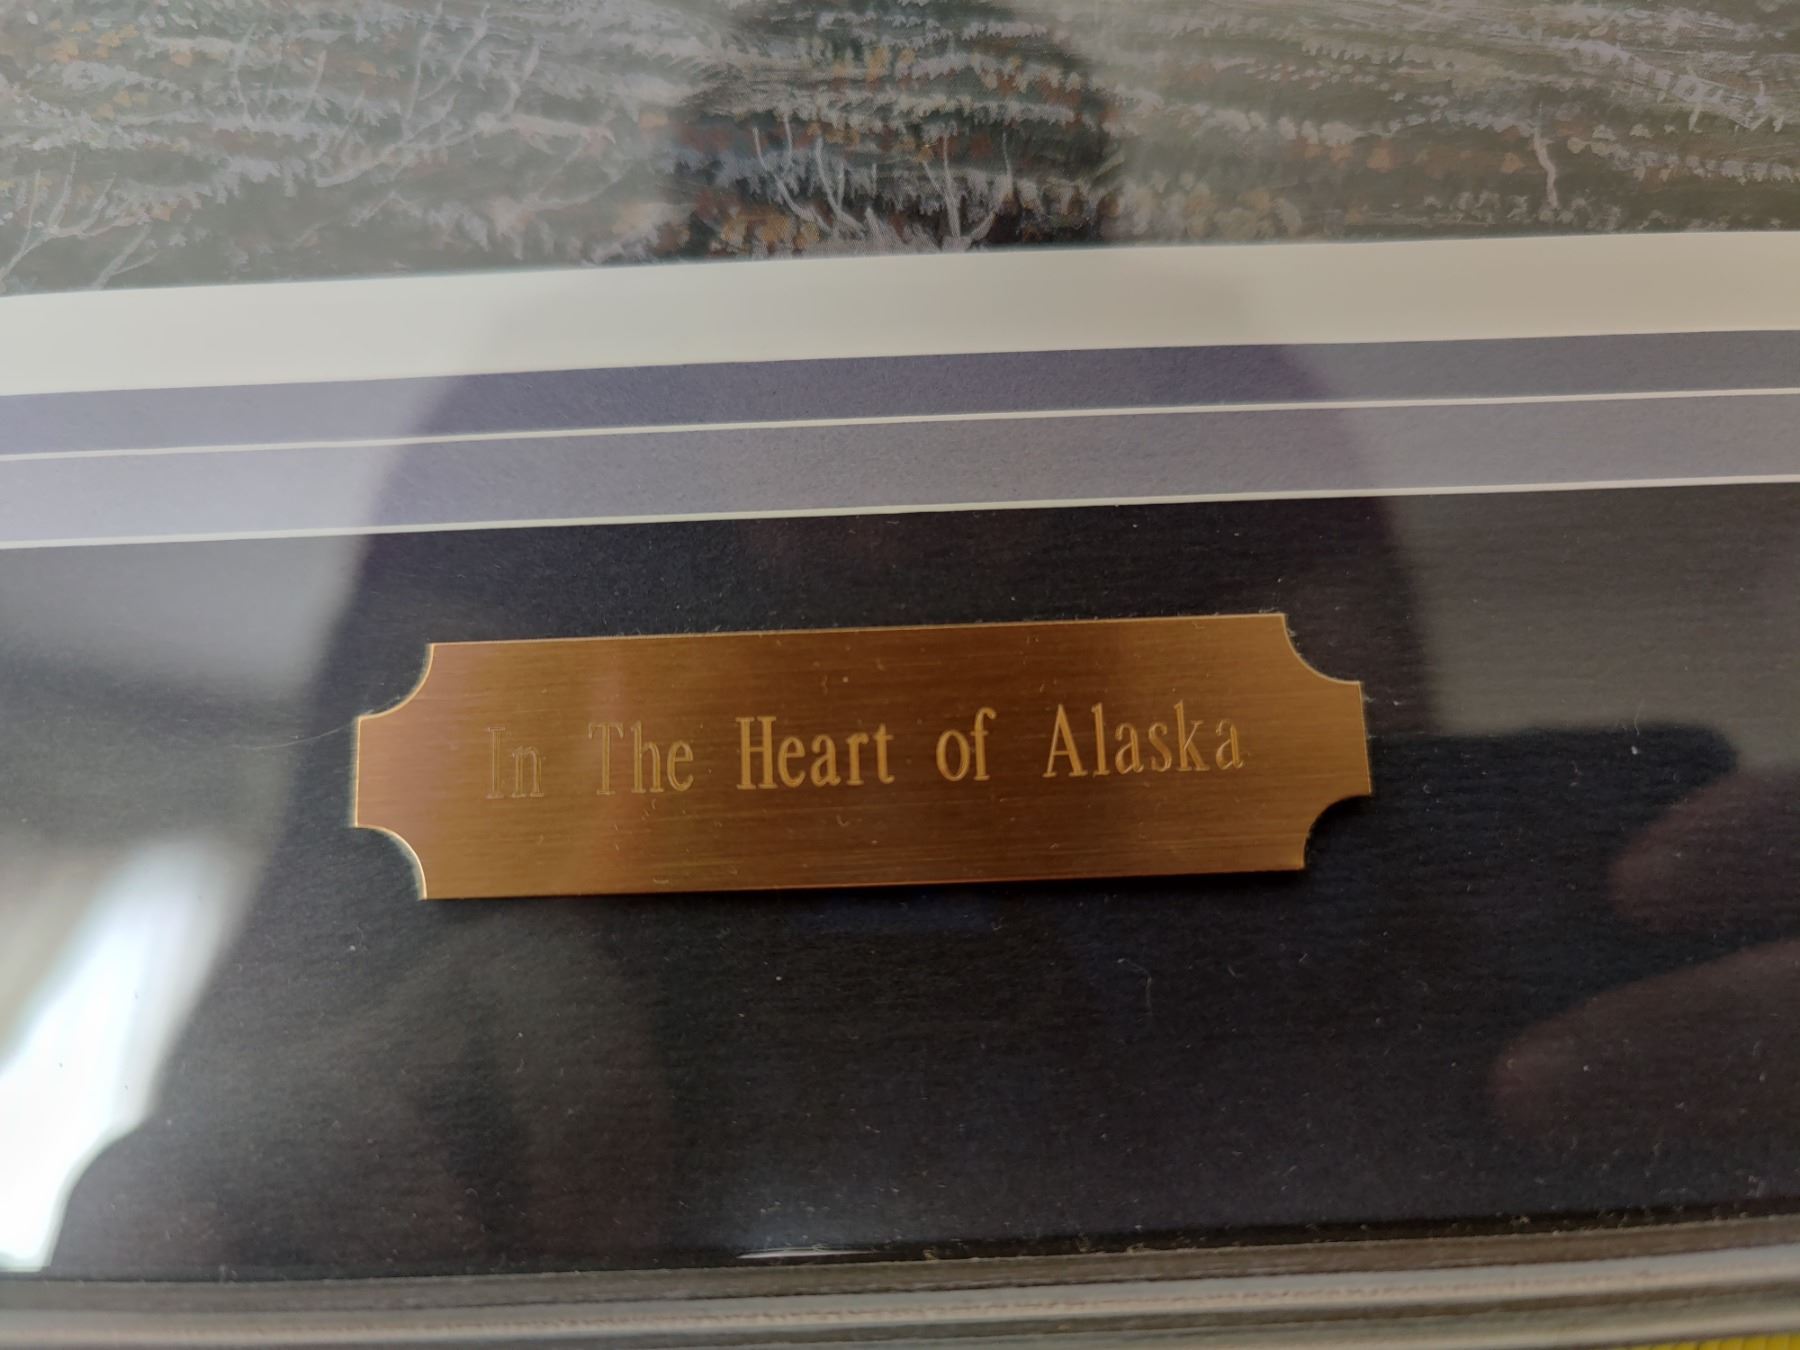 In The Heart of Alaska